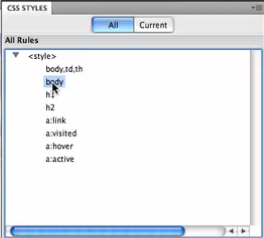 CSS STYLES
All Current
All Rules
<style>
body,td,th
body
h1
h2
a:link
a:visited
a:hover
a:active